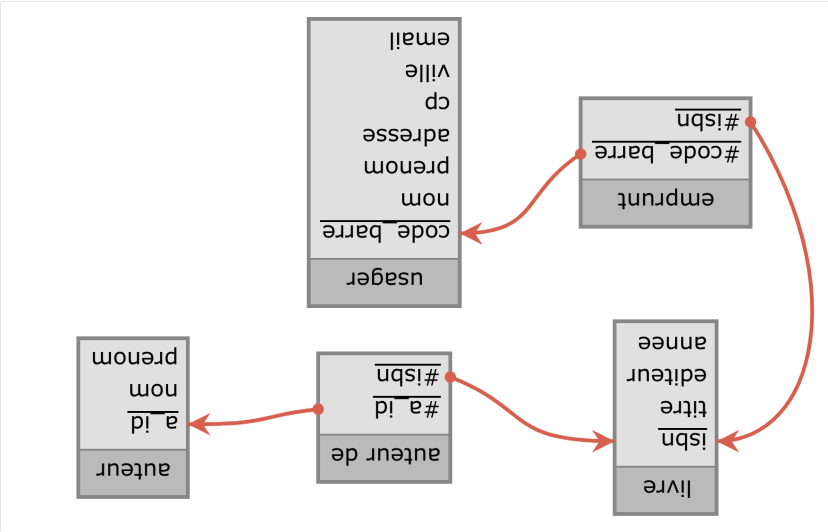 livre
isbn
titre
editeur
annee
auteur de
#a_id
#isbn
auteur
a_id
nom
prenom
emprunt
#code_barre
#isbn
usager
code_barre
nom
prenom
adresse
cp
ville
email